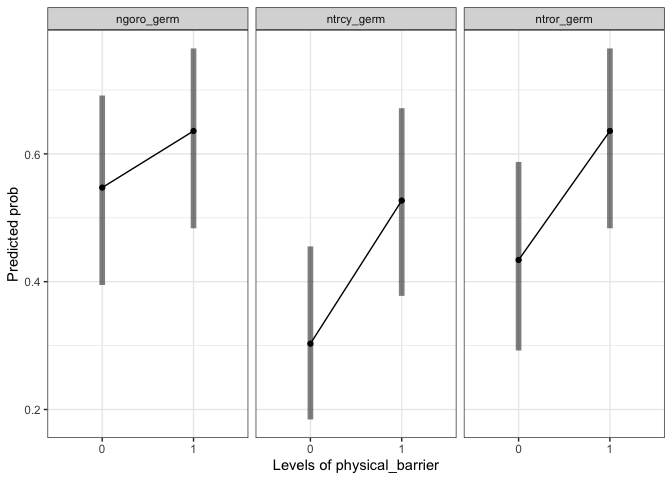 ngoro_germ ntrcy_germ ntror_germ
Predicted prob
0.6
0.4
0.2
0 1 0 1 0 1
Levels of physical_barrier